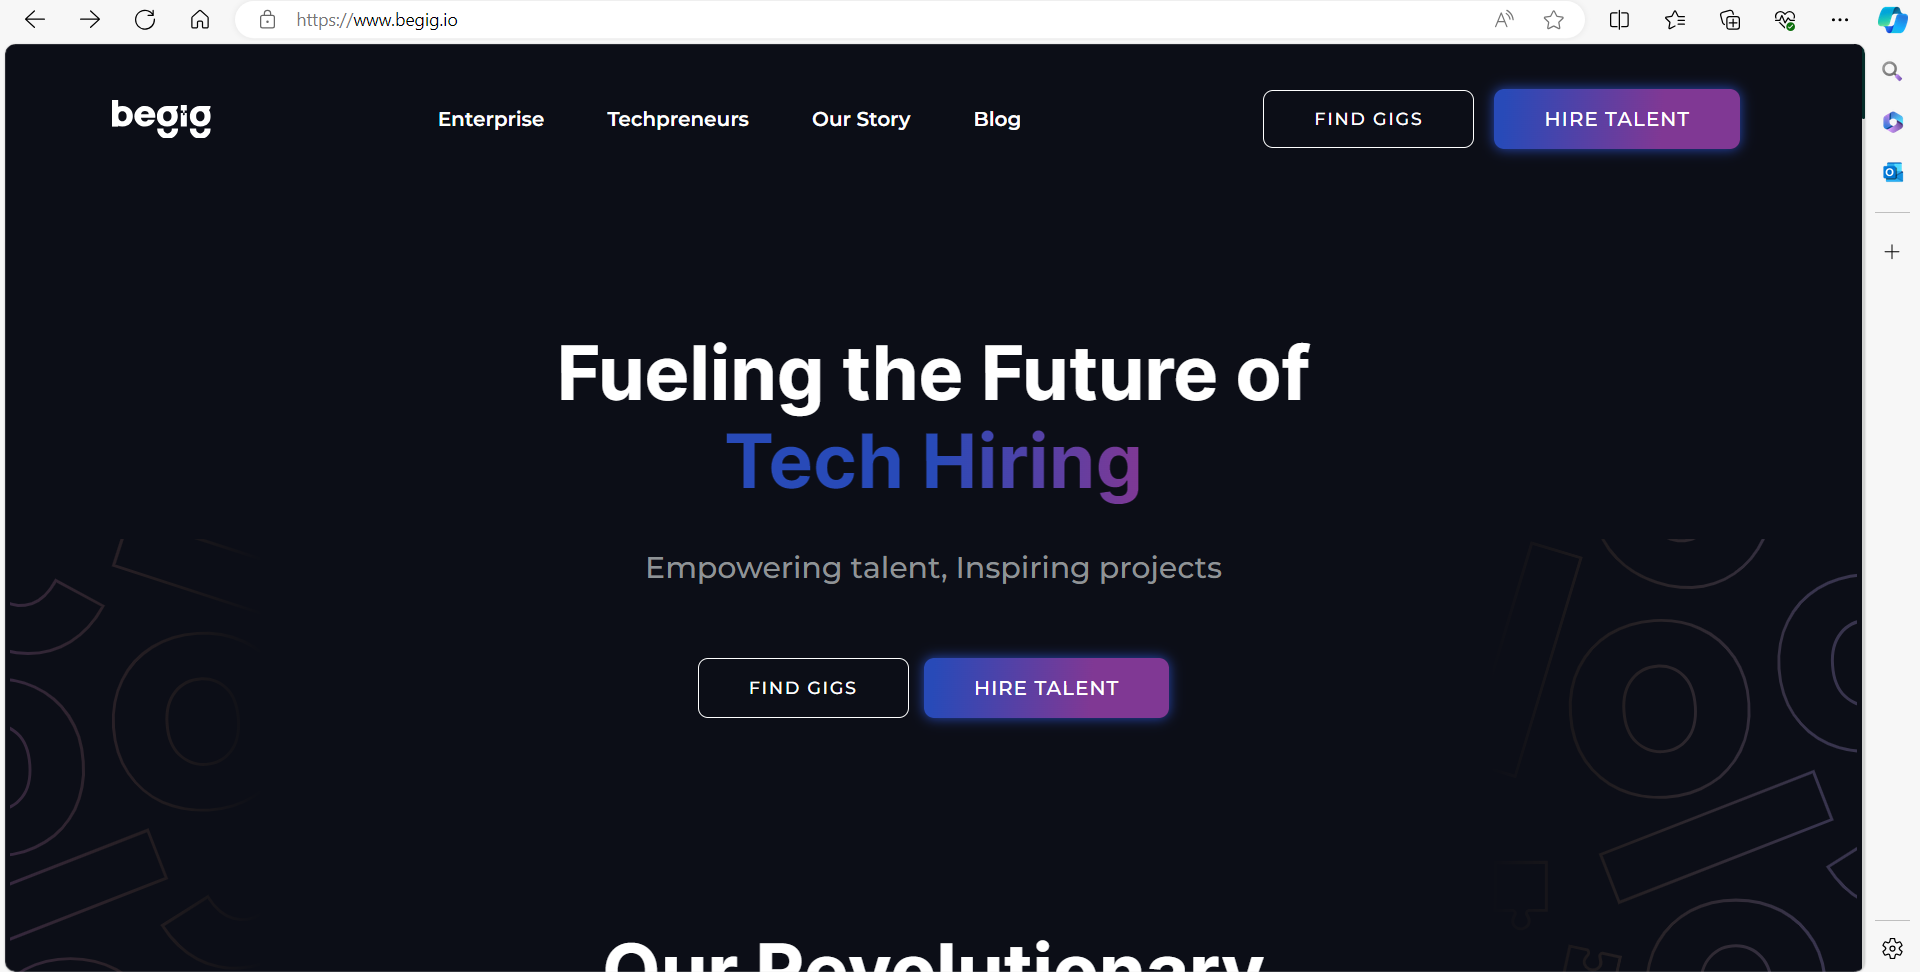 https://www.begig.io
begig
Enterprise
Techpreneurs
Our Story
Blog
FIND GIGS
HIRE TALENT
Fueling the Future of
Tech Hiring
Empowering talent, Inspiring projects
FIND GIGS
HIRE TALENT
Our Revolutionary